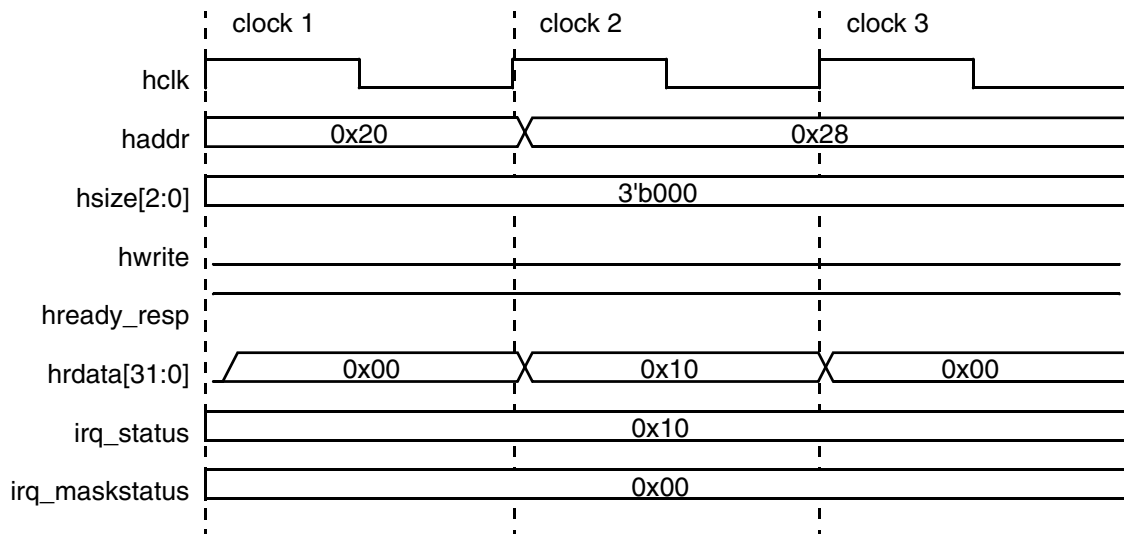 clock 1 clock 2 clock 3
hclk
haddr 0x20 0x28
hsize[2:0] 3'b000
hwrite
hready_resp
hrdata[31:0] 0x00 0x10 0x00
irq_status 0x10
irq_maskstatus 0x00